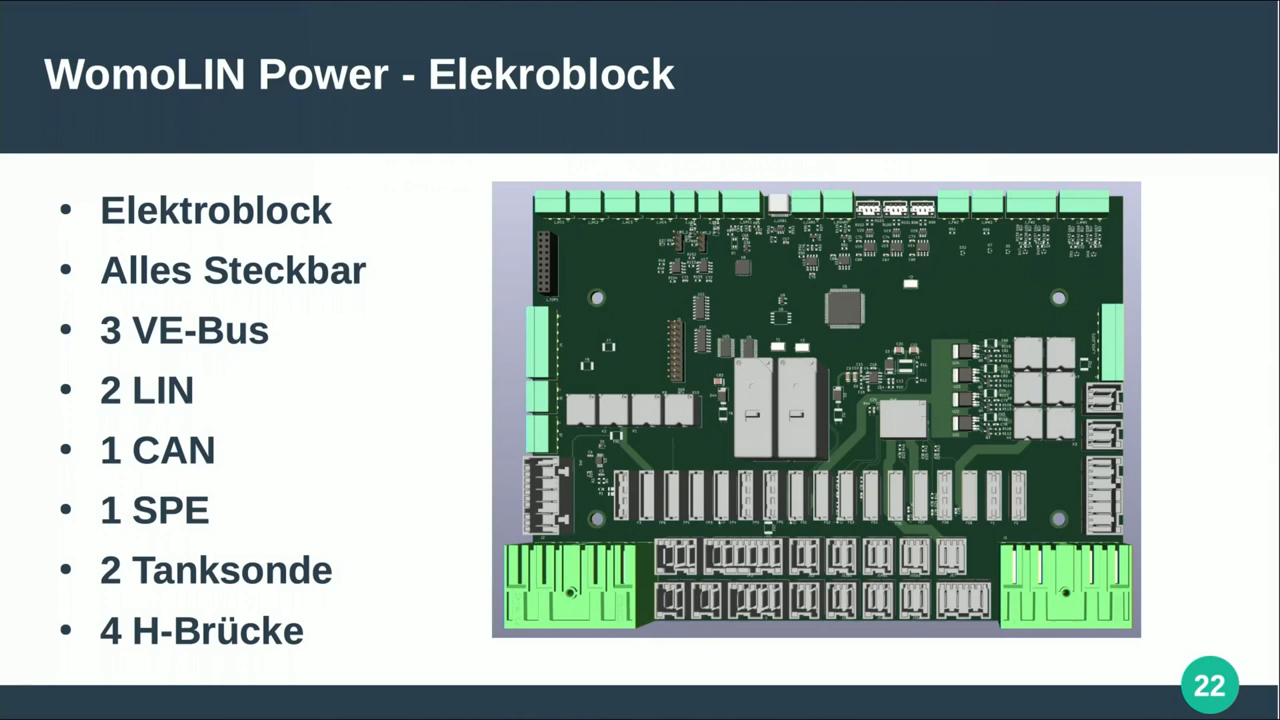 WomoLIN Power - Elekroblock
• Elektroblock
• Alles Steckbar
• 3 VE-Bus
• 2 LIN
• 1 CAN
• 1 SPE
• 2 Tanksonde
• 4 H-Brücke
22